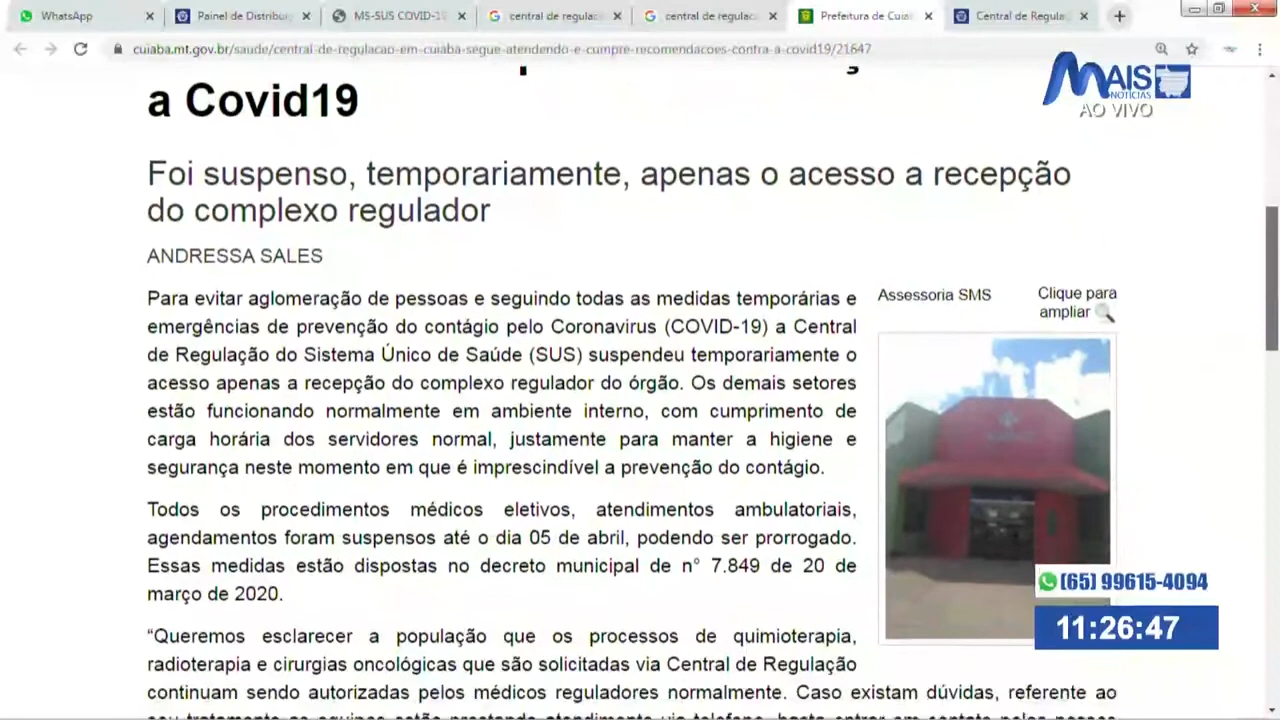 WhatsApp
Painel de Distribui
MS-SUS COVID-19
central de regulac
central de regulac
Prefeitura de Cuia
Central de Regula
cuiaba.mt.gov.br/saude/central-de-regulacao-em-cuiaba-segue-atendendo-e-cumpre-recomendacoes-contra-a-covid19/21647
MAIS
NOTÍCIAS
AO VIVO
a Covid19
Foi suspenso, temporariamente, apenas o acesso a recepção
do complexo regulador
ANDRESSA SALES
Para evitar aglomeração de pessoas e seguindo todas as medidas temporárias e
emergências de prevenção do contágio pelo Coronavirus (COVID-19) a Central
de Regulação do Sistema Único de Saúde (SUS) suspendeu temporariamente o
acesso apenas a recepção do complexo regulador do órgão. Os demais setores
estão funcionando normalmente em ambiente interno, com cumprimento de
carga horária dos servidores normal, justamente para manter a higiene e
segurança neste momento em que é imprescindível a prevenção do contágio.
Assessoria SMS
Clique para
ampliar
Todos os procedimentos médicos eletivos, atendimentos ambulatoriais,
agendamentos foram suspensos até o dia 05 de abril, podendo ser prorrogado.
Essas medidas estão dispostas no decreto municipal de n° 7.849 de 20 de
março de 2020.
(65) 99615-4094
11:26:47
“Queremos esclarecer a população que os processos de quimioterapia,
radioterapia e cirurgias oncológicas que são solicitadas via Central de Regulação
continuam sendo autorizadas pelos médicos reguladores normalmente. Caso existam dúvidas, referente ao